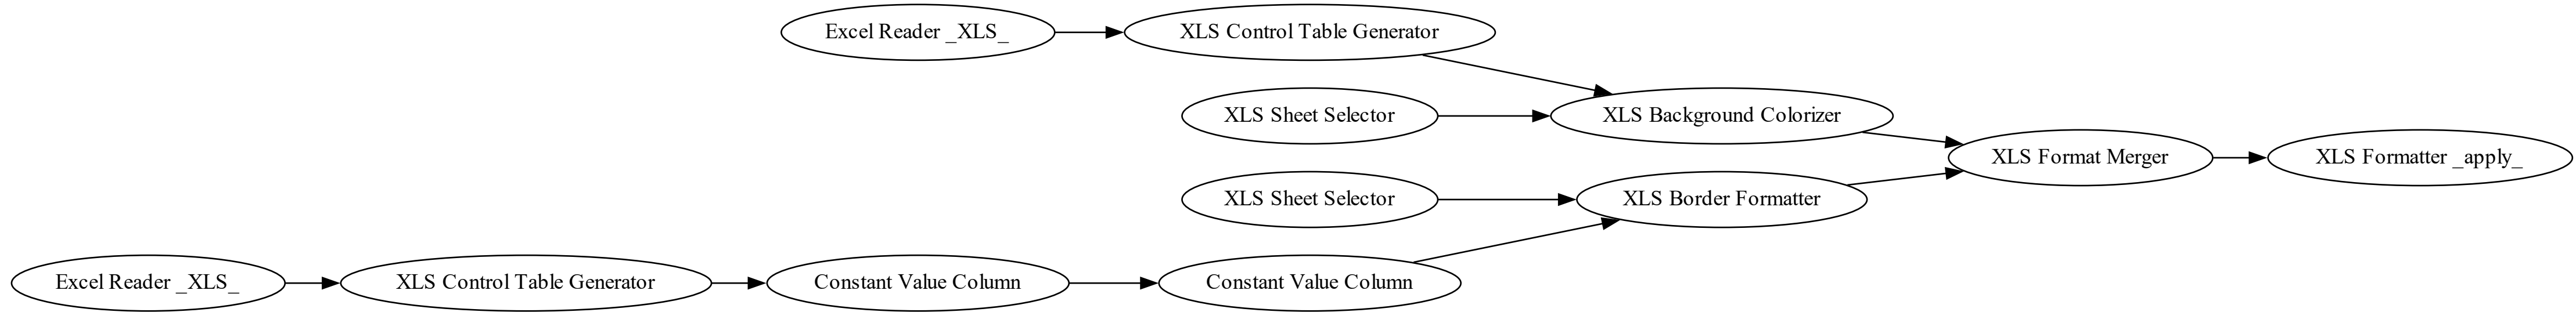 Excel Reader _XLS_
XLS Control Table Generator
XLS Sheet Selector
XLS Background Colorizer
XLS Format Merger
XLS Formatter _apply_
XLS Sheet Selector
XLS Border Formatter
Excel Reader _XLS_
XLS Control Table Generator
Constant Value Column
Constant Value Column